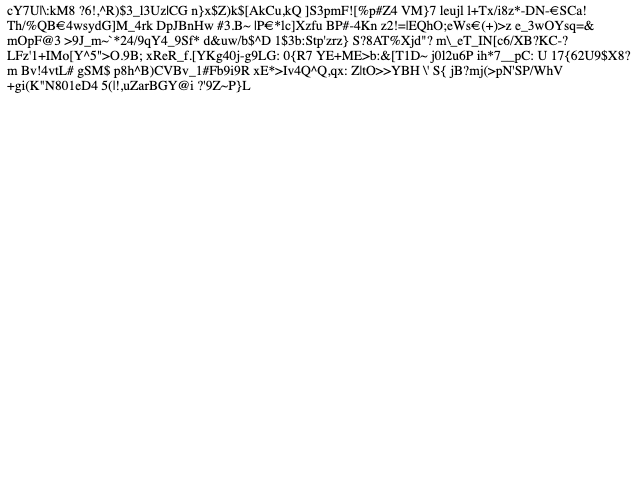 cY7Ul\:kM8 ?6!,^R)$3_l3UzlCG n}x$Z)k$[AkCu,kQ ]S3pmF![%p#Z4 VM}7 leujl l+Tx/i8z*-DN-€SCa!
Th/%QB€4wsydG]M_4rk DpJBnHw #3.B~ lP€*lc]Xzfu BP#-4Kn z2!=lEQhO;eWs€(+)>z e_3wOYsq=&
mOpF@3 >9J_m~`*24/9qY4_9Sf* d&uw/b$^D 1$3b:Stp'zrz} S?8AT%Xjd"? m\_eT_IN[c6/XB?KC-?
LFz'1+IMo[Y^5">O.9B; xReR_f.[YKg40j-g9LG: 0{R7 YE+ME>b:&[T1D~ j0l2u6P ih*7__pC: U 17{62U9$X8?
m Bv!4vtL# gSM$ p8h^B)CVBv_1#Fb9i9R xE*>Iv4Q^Q,qx: ZltO>>YBH \' S{ jB?mj(>pN'SP/WhV
+gi(K"N801eD4 5(|!,uZarBGY@i ?'9Z~P}L